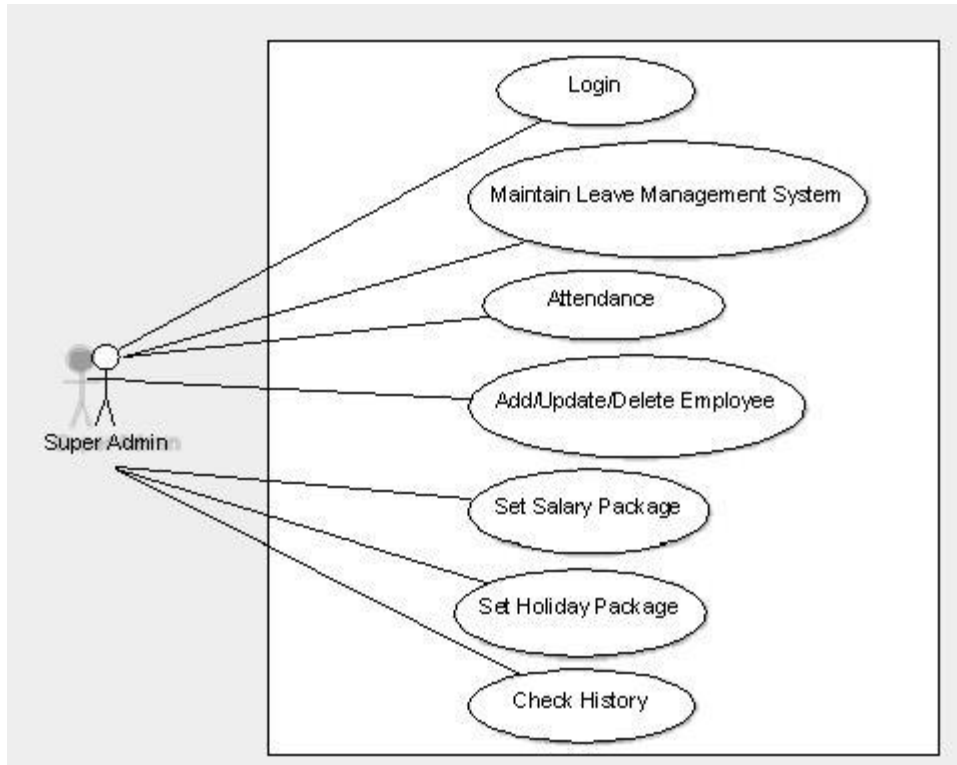 Login
Maintain Leave Management System
Attendance
Add/Update/Delete Employee
Super Admin
Set Salary Package
Set Holiday Package
Check History